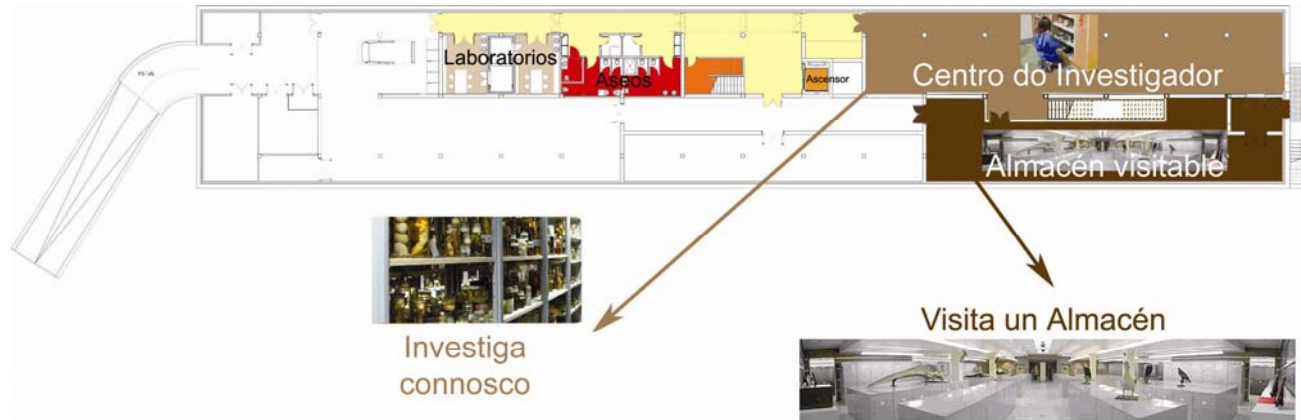 Laboratorios
Aseos
Ascensor
Centro do Investigador
Almacén visitable
Visita un Almacén
Investiga
connosco